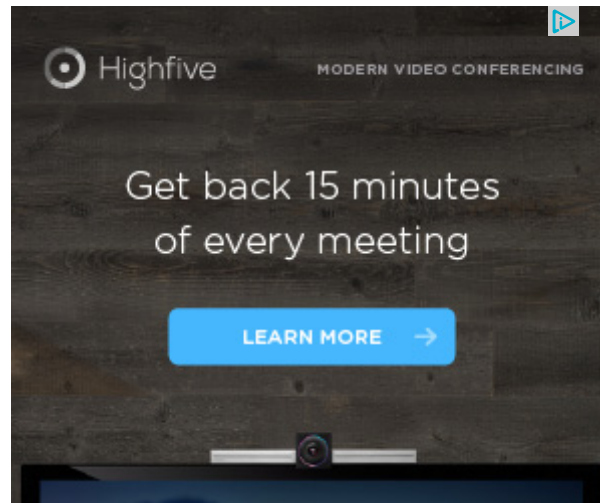 Highfive
MODERN VIDEO CONFERENCING
Get back 15 minutes
of every meeting
LEARN MORE